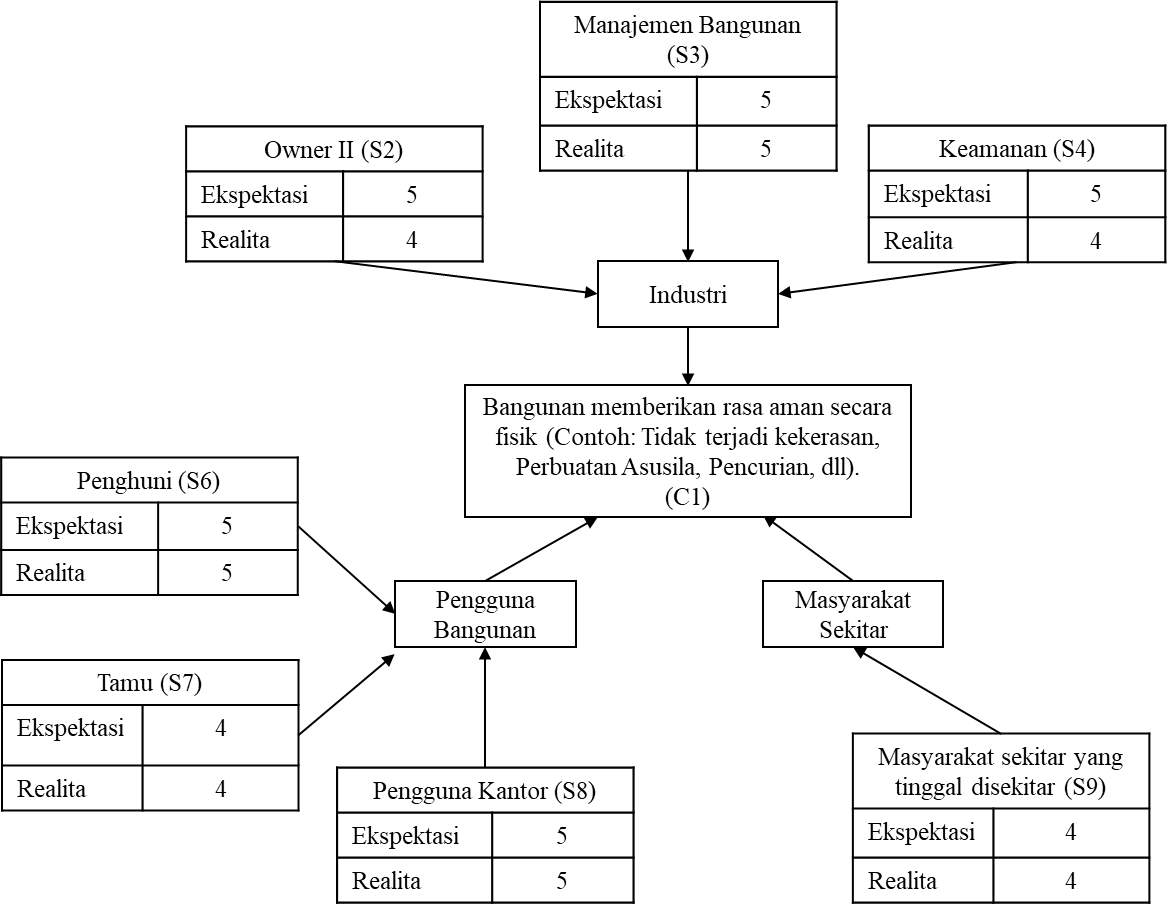 Manajemen Bangunan
(S3)
Ekspektasi 5
Realita 5
Owner II (S2)
Ekspektasi 5
Realita 4
Keamanan (S4)
Ekspektasi 5
Realita 4
Industri
Bangunan memberikan rasa aman secara
fisik (Contoh: Tidak terjadi kekerasan,
Perbuatan Asusila, Pencurian, dll).
(C1)
Penghuni (S6)
Ekspektasi 5
Realita 5
Pengguna
Bangunan
Masyarakat
Sekitar
Tamu (S7)
Ekspektasi 4
Realita 4
Pengguna Kantor (S8)
Ekspektasi 5
Realita 5
Masyarakat sekitar yang
tinggal disekitar (S9)
Ekspektasi 4
Realita 4